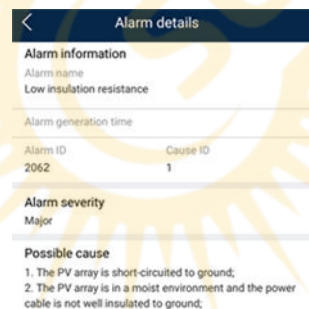 Alarm details
Alarm information
Alarm name
Low insulation resistance
Alarm generation time
Alarm ID Cause ID
2062 1
Alarm severity
Major
Possible cause
1. The PV array is short-circuited to ground;
2. The PV array is in a moist environment and the power
cable is not well insulated to ground;